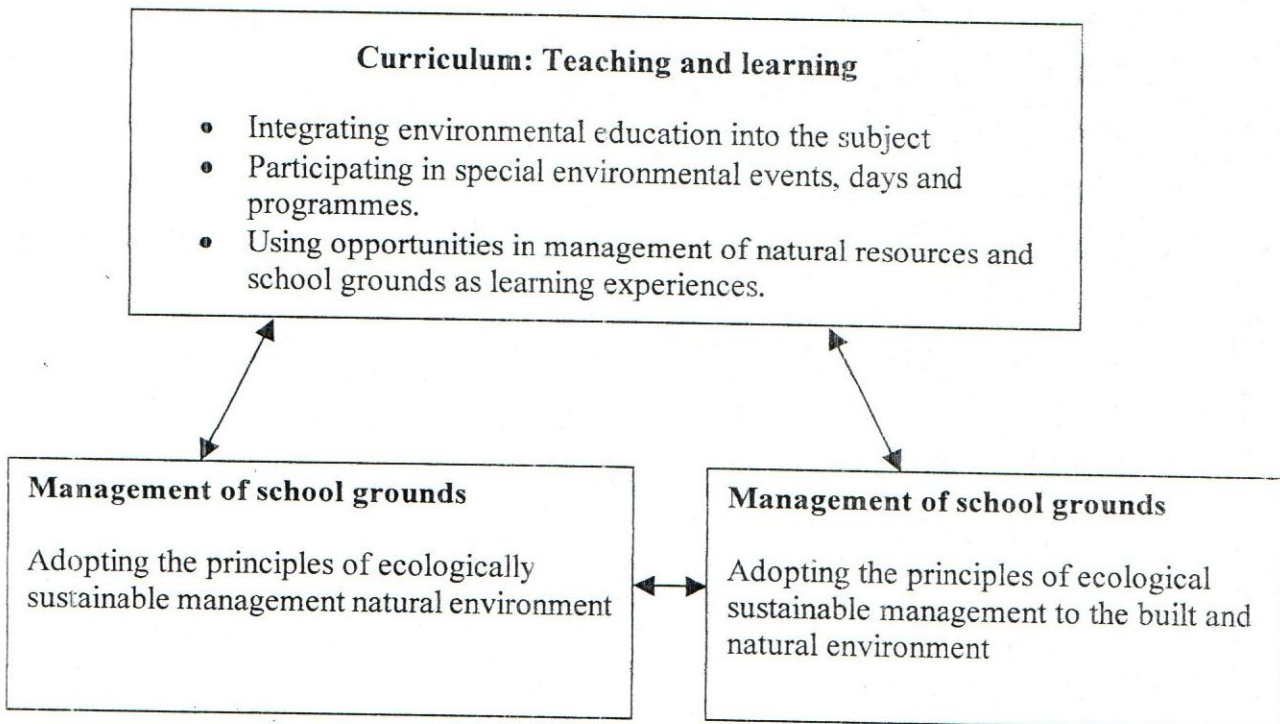 Curriculum: Teaching and learning
• Integrating environmental education into the subject
• Participating in special environmental events, days and
programmes.
• Using opportunities in management of natural resources and
school grounds as learning experiences.
Management of school grounds
Adopting the principles of ecologically
sustainable management natural environment
Management of school grounds
Adopting the principles of ecological
sustainable management to the built and
natural environment